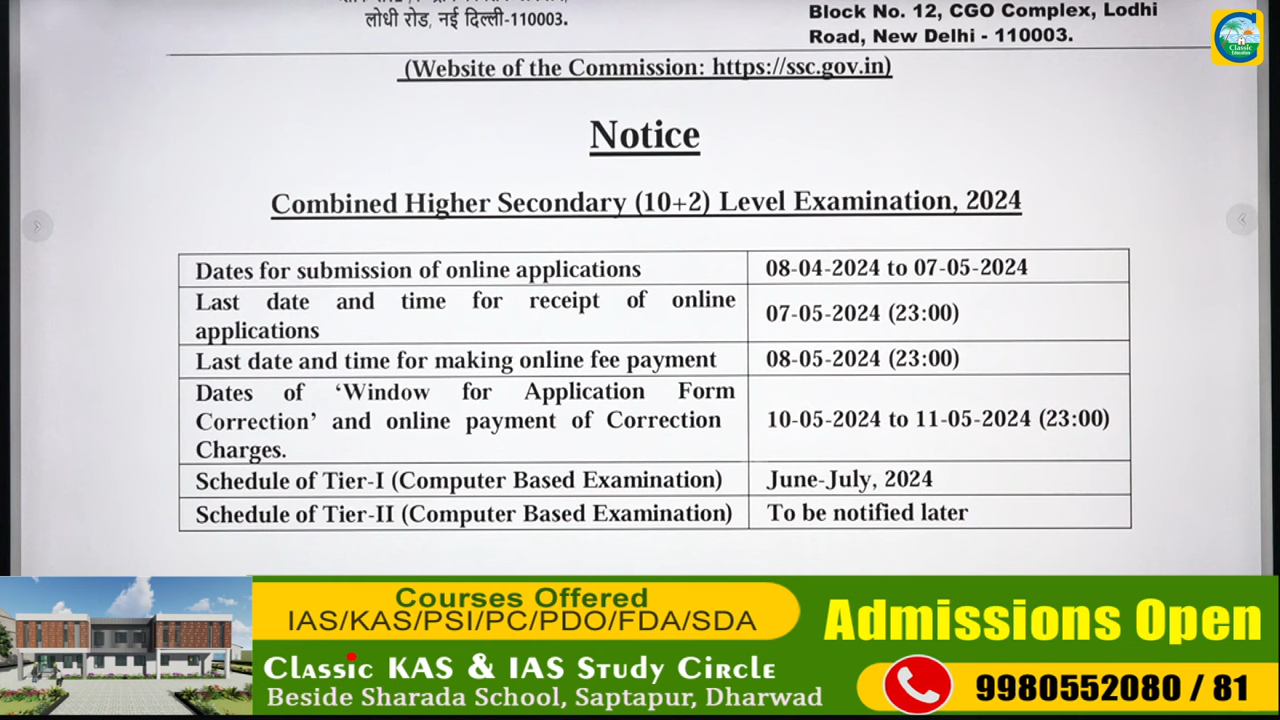 लोधी रोड, नई दिल्ली-110003.
Block No. 12, CGO Complex, Lodhi
Road, New Delhi - 110003.
Classic
Education
(Website of the Commission: https://ssc.gov.in)
Notice
Combined Higher Secondary (10+2) Level Examination, 2024
Dates for submission of online applications 08-04-2024 to 07-05-2024
Last date and time for receipt of online
applications 07-05-2024 (23:00)
Last date and time for making online fee payment 08-05-2024 (23:00)
Dates of ‘Window for Application Form
Correction’ and online payment of Correction 10-05-2024 to 11-05-2024 (23:00)
Charges.
Schedule of Tier-I (Computer Based Examination) June-July, 2024
Schedule of Tier-II (Computer Based Examination) To be notified later
Courses Offered
IAS/KAS/PSI/PC/PDO/FDA/SDA
Classic KAS & IAS Study Circle
Beside Sharada School, Saptapur, Dharwad
Admissions Open
9980552080 / 81